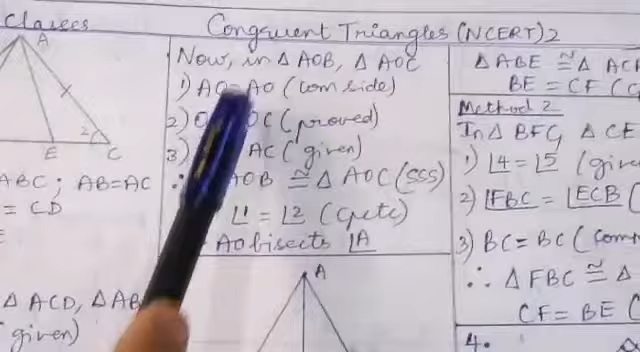 Classes
Congruent Triangles (NCERT) 2
A
2
E
C
ABC; AB=AC
= CD
Δ ACD, Δ AB
given)
Now, in Δ AOB, Δ AOC
1) AO=AO (com side)
2) O OC (proved)
3) AC (given)
∴ AOB ≅ Δ AOC (SSS)
∠1 = ∠2 (cpctc)
AO bisects ∠A
A
Δ ABE ≅ Δ ACF
BE = CF (C
Method 2
In Δ BFC, Δ CE
1) ∠4 = ∠5 (give
2) ∠FBC = ∠ECB (
3) BC = BC (com
∴ Δ FBC ≅ Δ
CF = BE (
4.